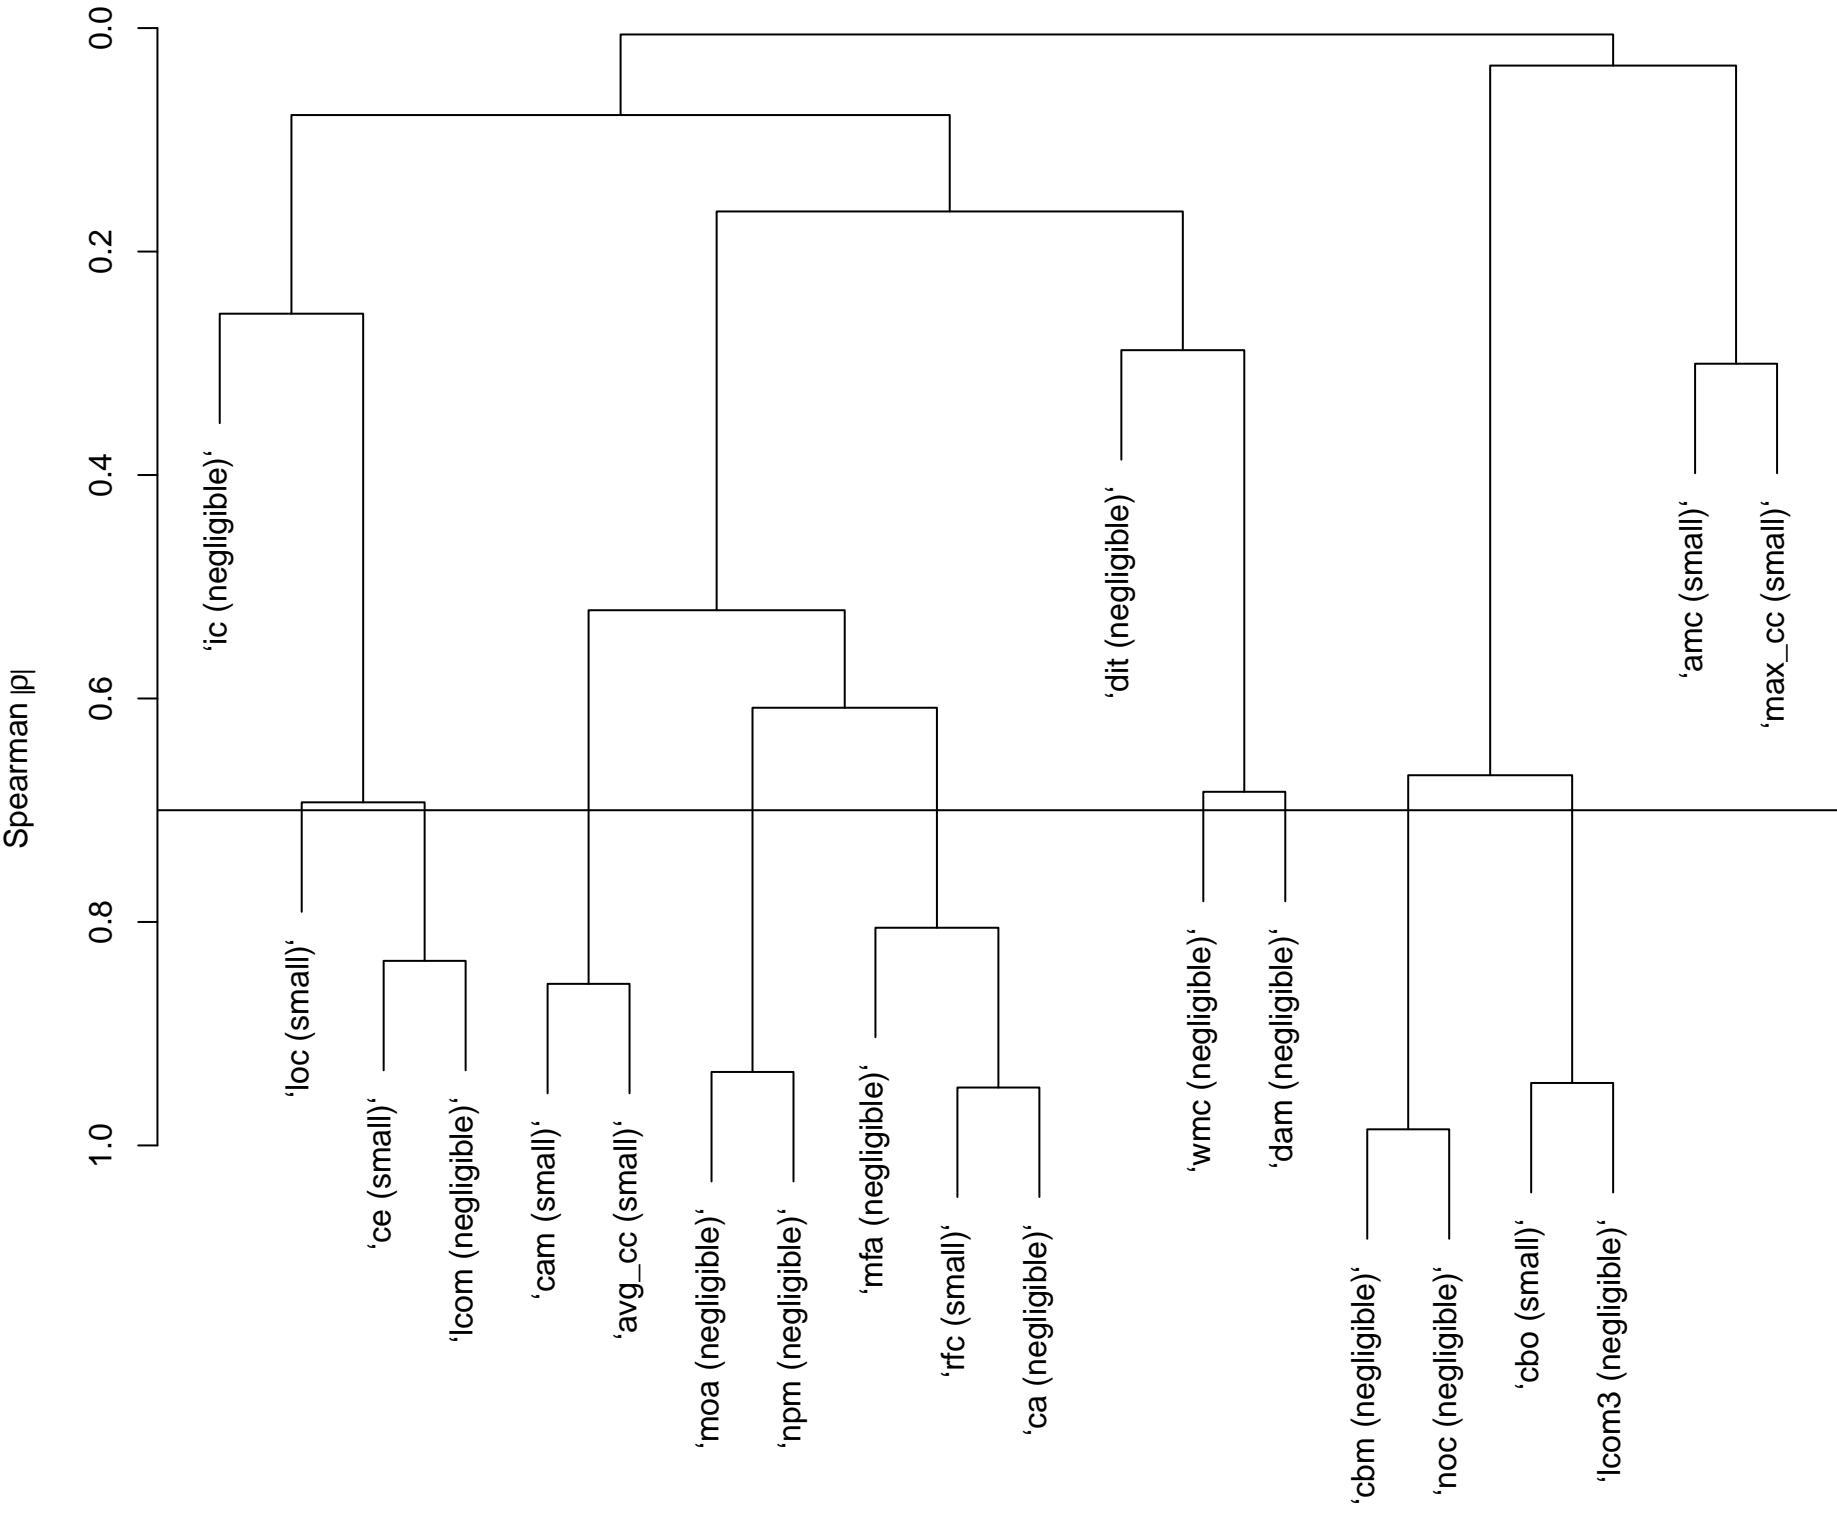 Spearman |ρ|
0.0
0.2
0.4
0.6
0.8
1.0
‘ic (negligible)‘
‘loc (small)‘
‘ce (small)‘
‘lcom (negligible)‘
‘cam (small)‘
‘avg_cc (small)‘
‘moa (negligible)‘
‘npm (negligible)‘
‘mfa (negligible)‘
‘rfc (small)‘
‘ca (negligible)‘
‘dit (negligible)‘
‘wmc (negligible)‘
‘dam (negligible)‘
‘cbm (negligible)‘
‘noc (negligible)‘
‘cbo (small)‘
‘lcom3 (negligible)‘
‘amc (small)‘
‘max_cc (small)‘